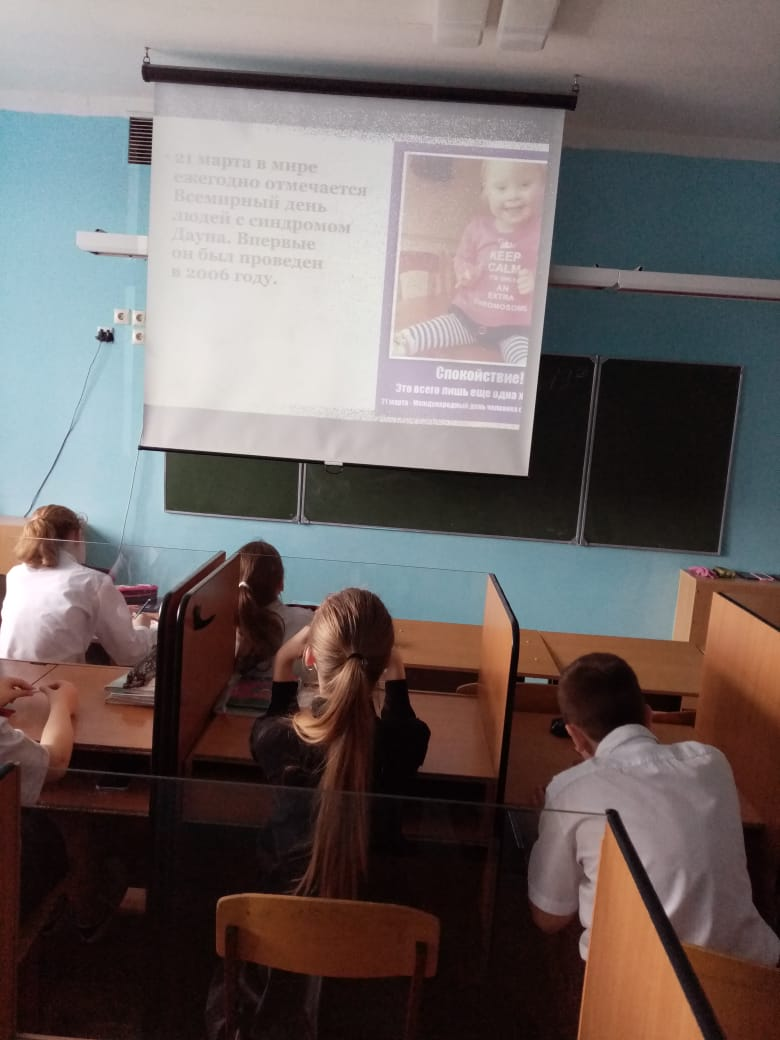 21 марта в мире
ежегодно отмечается
Всемирный день
людей с синдромом
Дауна. Впервые
он был проведен
в 2006 году.
KEEP
CALM
AN
EXTRA
CHROMOSOME
Спокойствие!
Это всего лишь еще одна х
21 марта - Международный день человека с